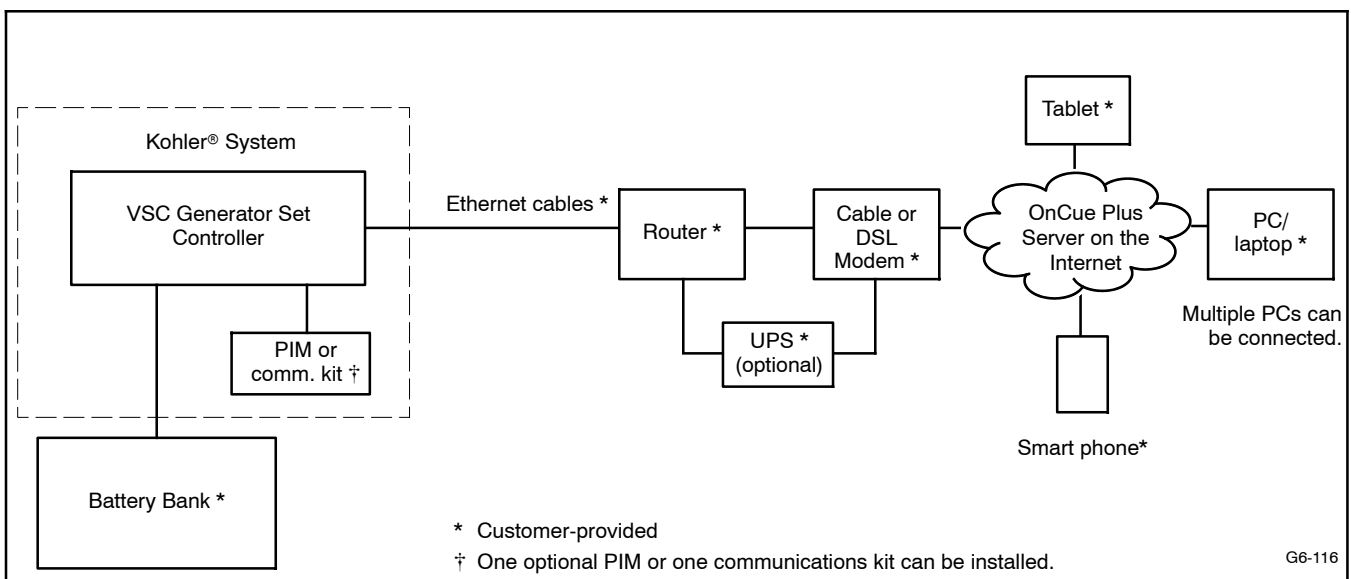 Kohler® System
VSC Generator Set
Controller
PIM or
comm. kit †
Battery Bank *
Ethernet cables *
Router *
Cable or
DSL
Modem *
UPS *
(optional)
Tablet *
OnCue Plus
Server on the
Internet
PC/
laptop *
Multiple PCs can
be connected.
Smart phone*
* Customer-provided
† One optional PIM or one communications kit can be installed.
G6-116